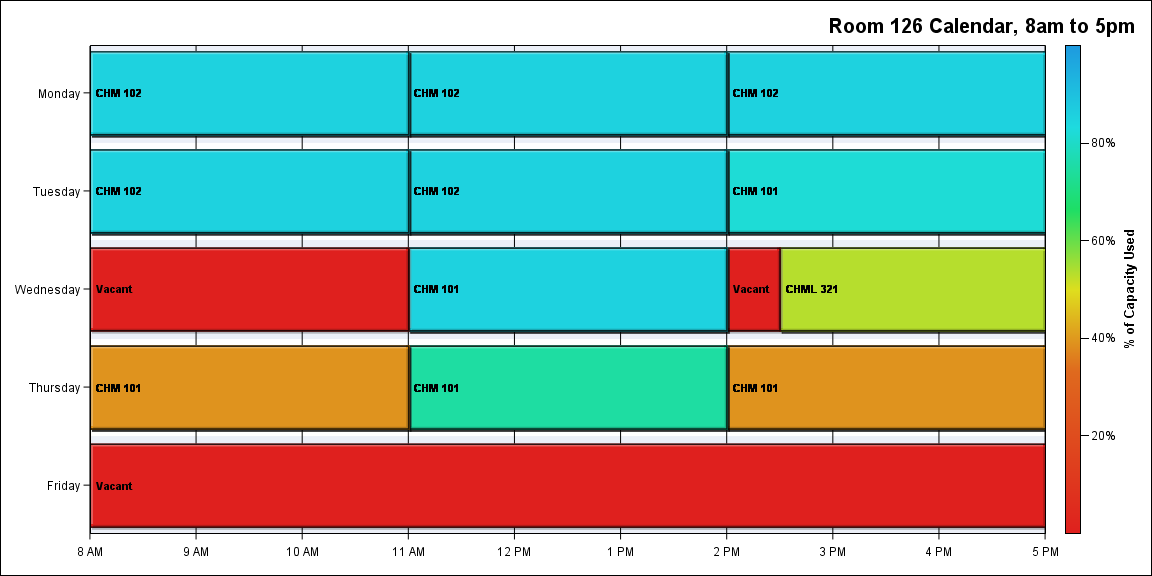 Room 126 Calendar, 8am to 5pm
Monday
CHM 102
CHM 102
CHM 102
Tuesday
CHM 102
CHM 102
CHM 101
Wednesday
Vacant
CHM 101
Vacant
CHML 321
Thursday
CHM 101
CHM 101
CHM 101
Friday
Vacant
8 AM 9 AM 10 AM 11 AM 12 PM 1 PM 2 PM 3 PM 4 PM 5 PM
80%
60%
40%
20%
% of Capacity Used